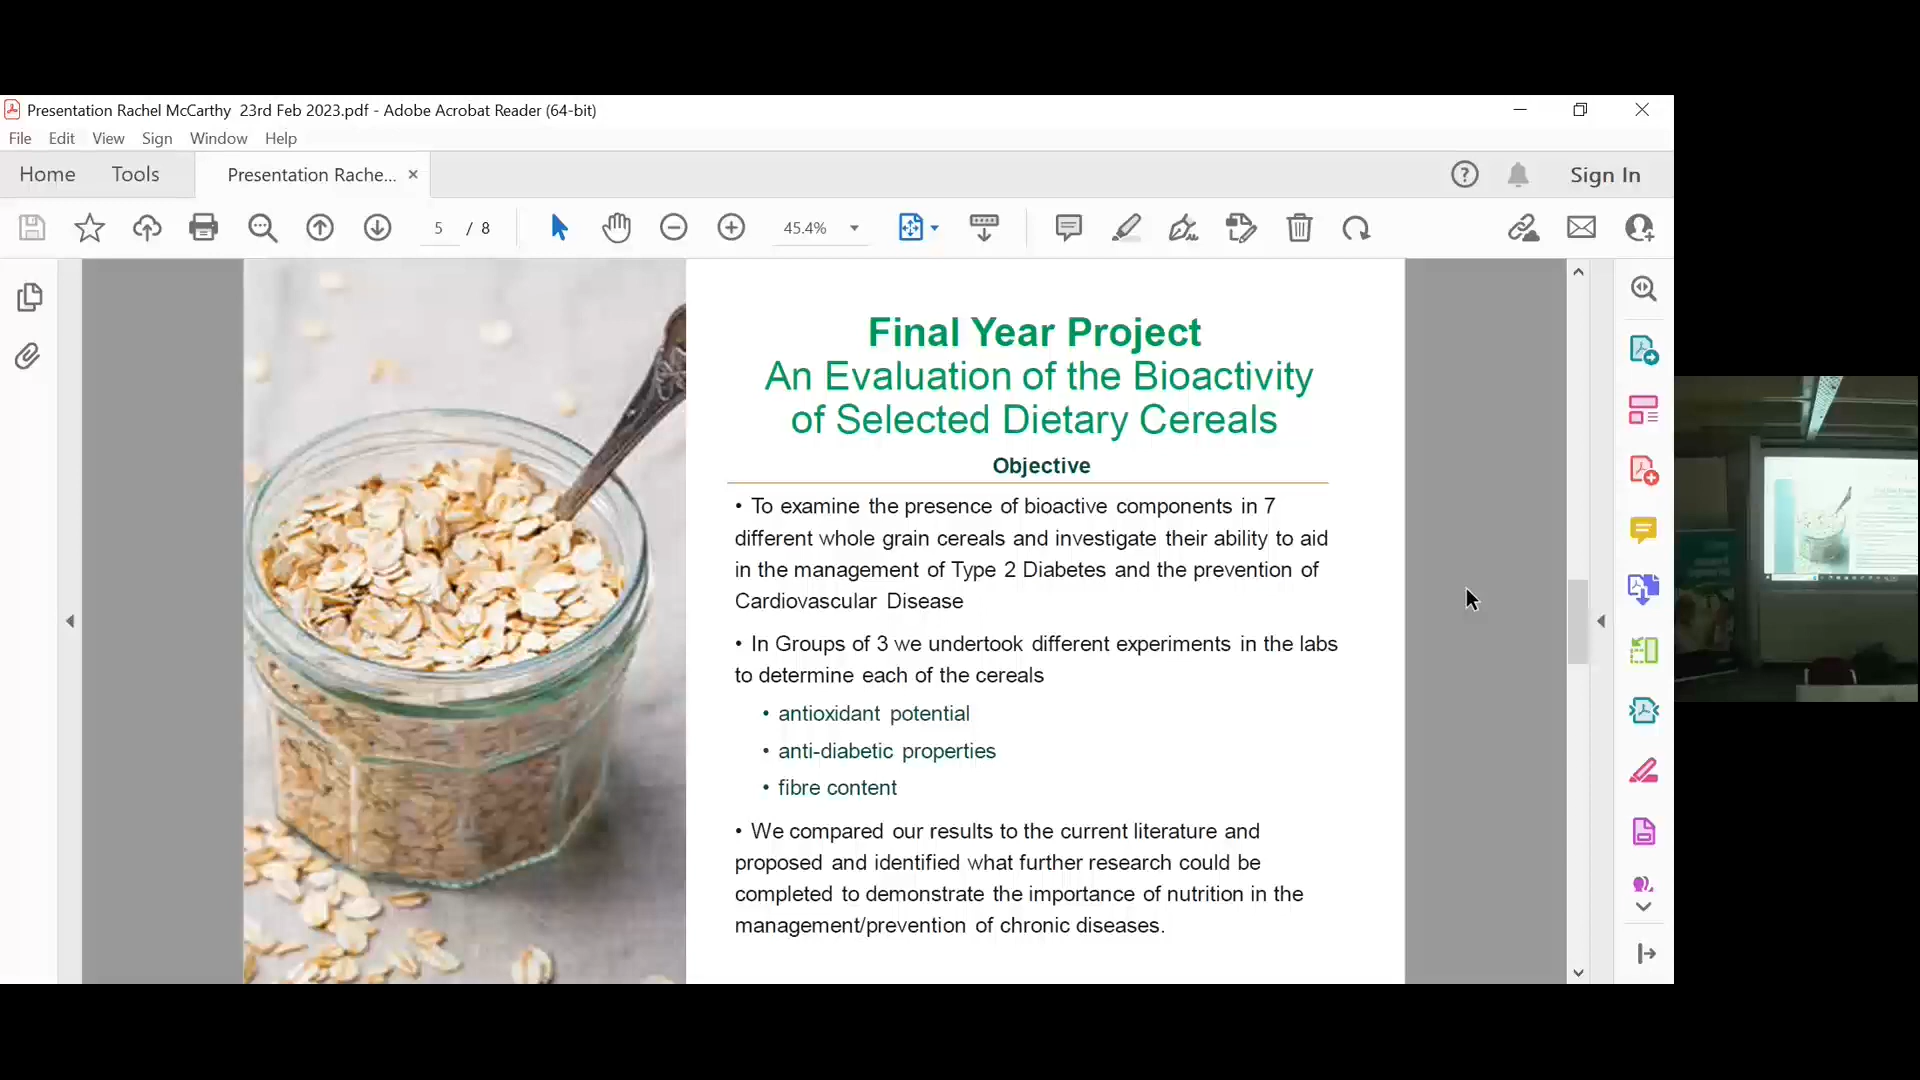 Presentation Rachel McCarthy  23rd Feb 2023.pdf - Adobe Acrobat Reader (64-bit)
File Edit View Sign Window Help
Home Tools Presentation Rache... × Sign In
5 / 8 45.4%
Final Year Project
An Evaluation of the Bioactivity
of Selected Dietary Cereals
Objective
• To examine the presence of bioactive components in 7
different whole grain cereals and investigate their ability to aid
in the management of Type 2 Diabetes and the prevention of
Cardiovascular Disease
• In Groups of 3 we undertook different experiments in the labs
to determine each of the cereals
• antioxidant potential
• anti-diabetic properties
• fibre content
• We compared our results to the current literature and
proposed and identified what further research could be
completed to demonstrate the importance of nutrition in the
management/prevention of chronic diseases.